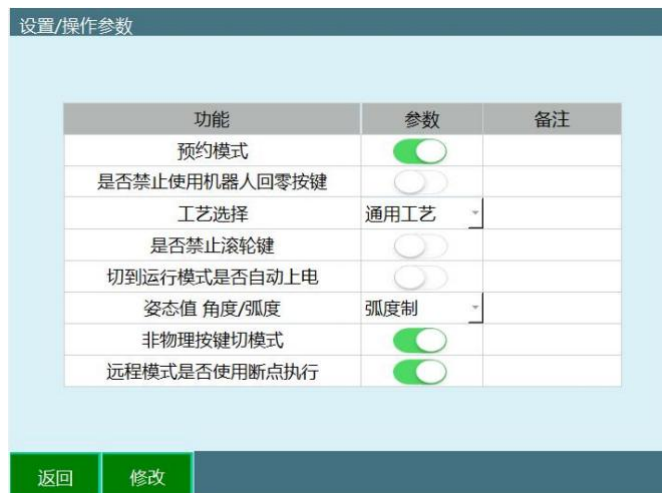 设置/操作参数
功能 参数 备注
预约模式
是否禁止使用机器人回零按键
工艺选择 通用工艺
是否禁止滚轮键
切到运行模式是否自动上电
姿态值 角度/弧度 弧度制
非物理按键切模式
远程模式是否使用断点执行
返回 修改